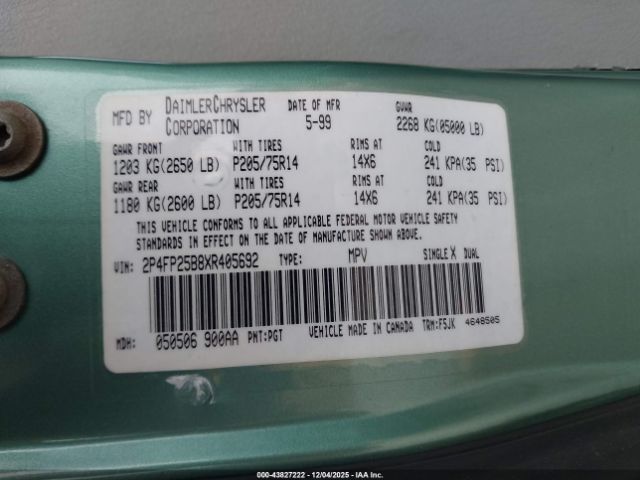 MFD BY DAIMLERCHRYSLER CORPORATION DATE OF MFR 5-99 GVWR 2268 KG(05000 LB)
GAWR FRONT WITH TIRES RIMS AT COLD
1203 KG(2650 LB) P205/75R14 14X6 241 KPA(35 PSI)
GAWR REAR WITH TIRES RIMS AT COLD
1180 KG(2600 LB) P205/75R14 14X6 241 KPA(35 PSI)
THIS VEHICLE CONFORMS TO ALL APPLICABLE FEDERAL MOTOR VEHICLE SAFETY
STANDARDS IN EFFECT ON THE DATE OF MANUFACTURE SHOWN ABOVE.
VIN: 2P4FP25B8XR405692 TYPE: MPV SINGLE X DUAL
MDH: 050506 900AA PNT:PGT VEHICLE MADE IN CANADA TRM:FSJK 4648505
000-43827222 - 12/04/2025 - IAA Inc.